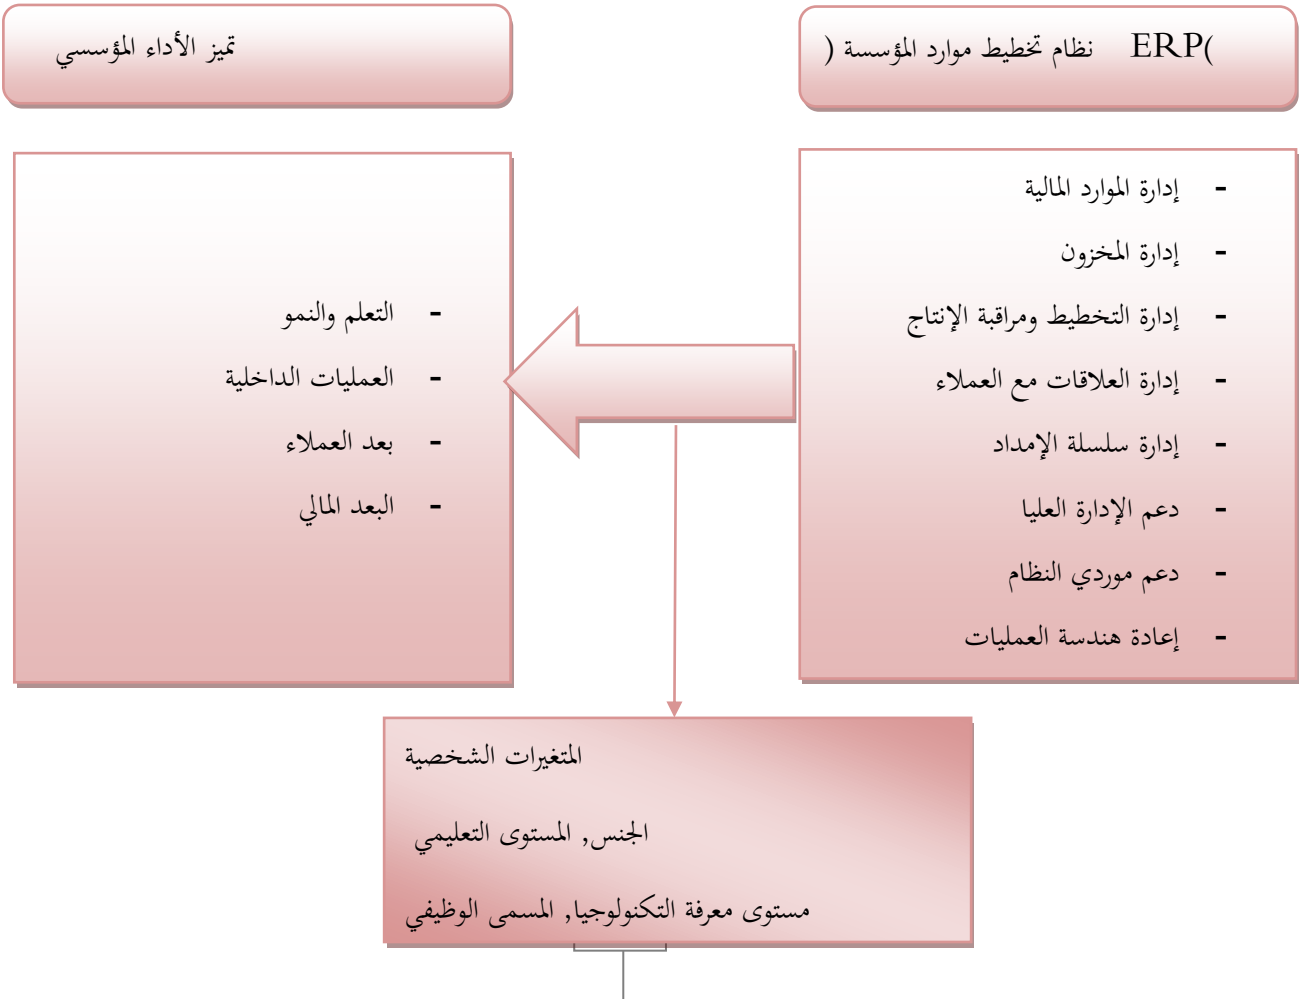 نظام تخطيط موارد المؤسسة (ERP)
تميز الأداء المؤسسي
- إدارة الموارد المالية
- إدارة المخزون
- إدارة التخطيط ومراقبة الإنتاج
- إدارة العلاقات مع العملاء
- إدارة سلسلة الإمداد
- دعم الإدارة العليا
- دعم موردي النظام
- إعادة هندسة العمليات
- التعلم والنمو
- العمليات الداخلية
- بعد العملاء
- البعد المالي
المتغيرات الشخصية
الجنس, المستوى التعليمي
مستوى معرفة التكنولوجيا, المسمى الوظيفي